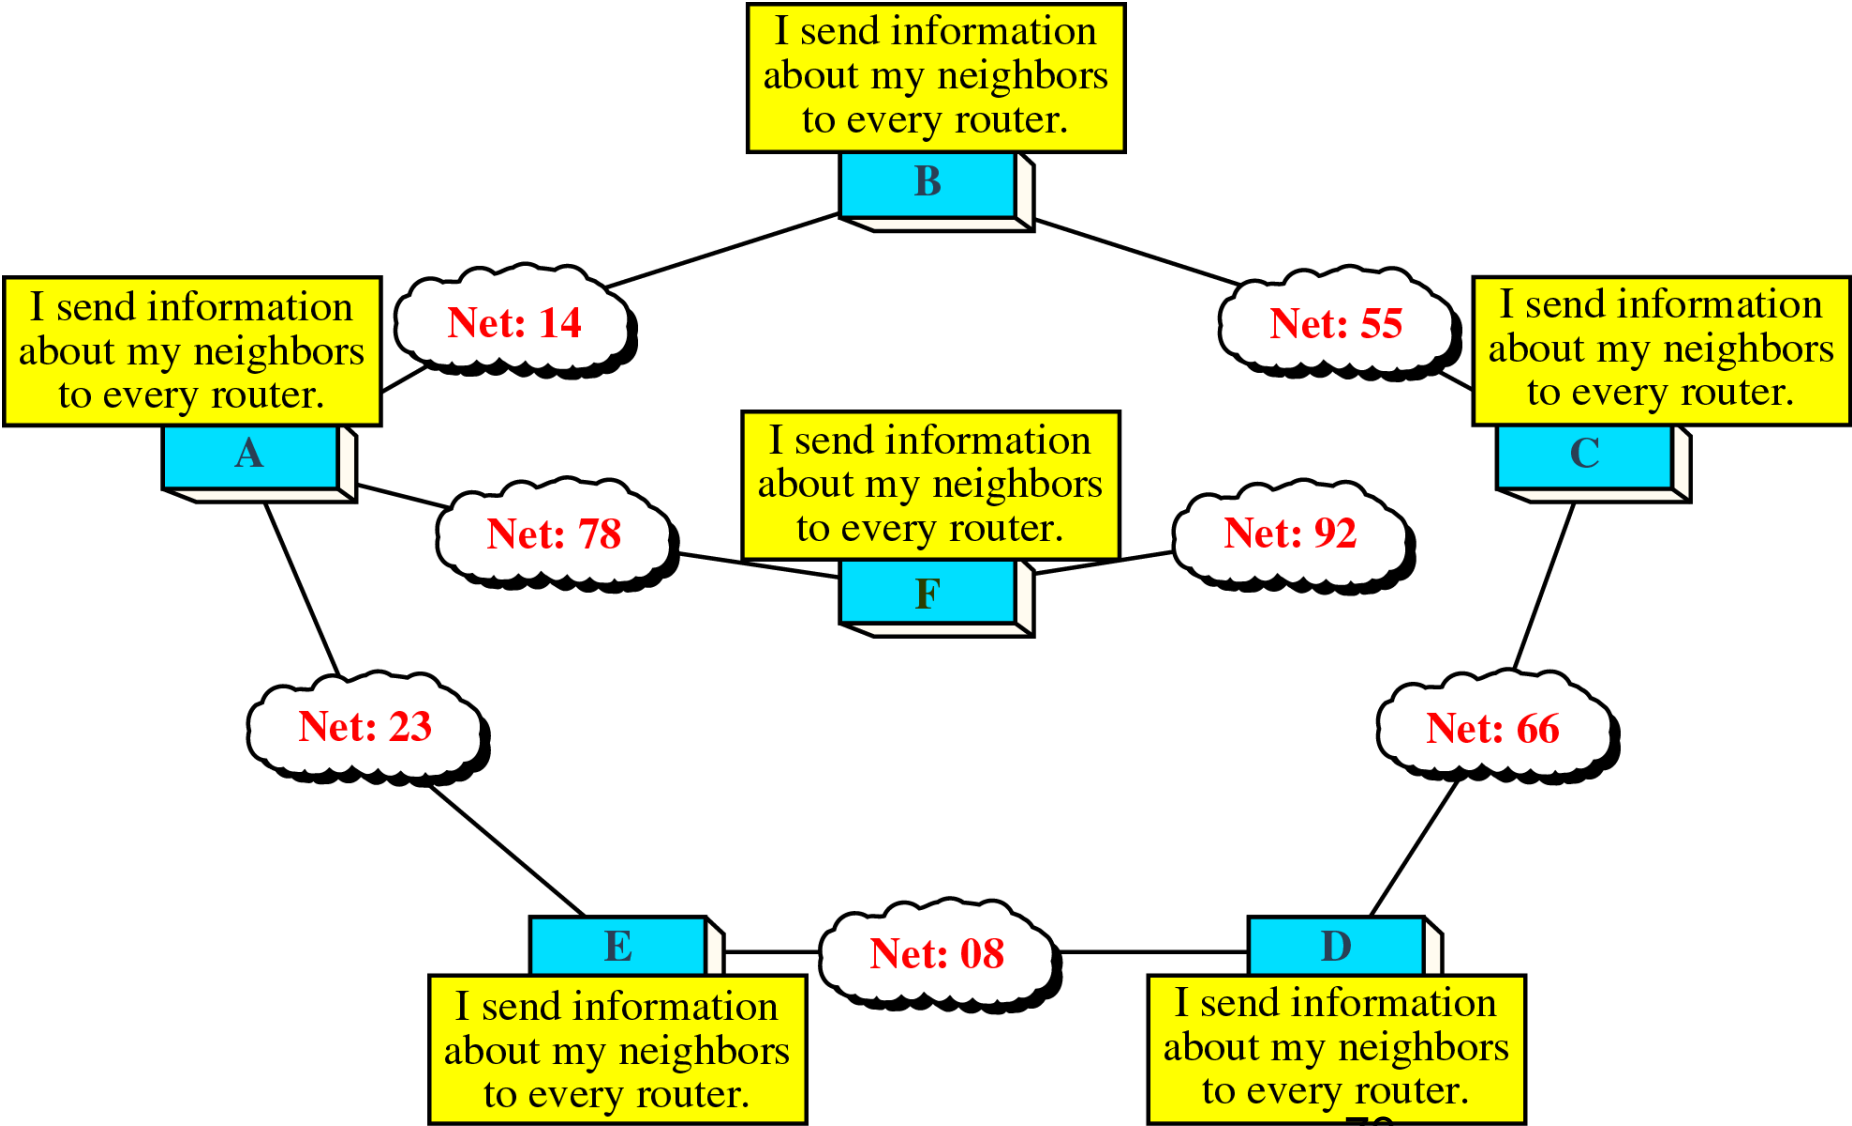 I send information
about my neighbors
to every router.
B
Net: 14
Net: 55
I send information
about my neighbors
to every router.
A
I send information
about my neighbors
to every router.
C
Net: 78
I send information
about my neighbors
to every router.
F
Net: 92
Net: 23
Net: 66
E
I send information
about my neighbors
to every router.
Net: 08
D
I send information
about my neighbors
to every router.